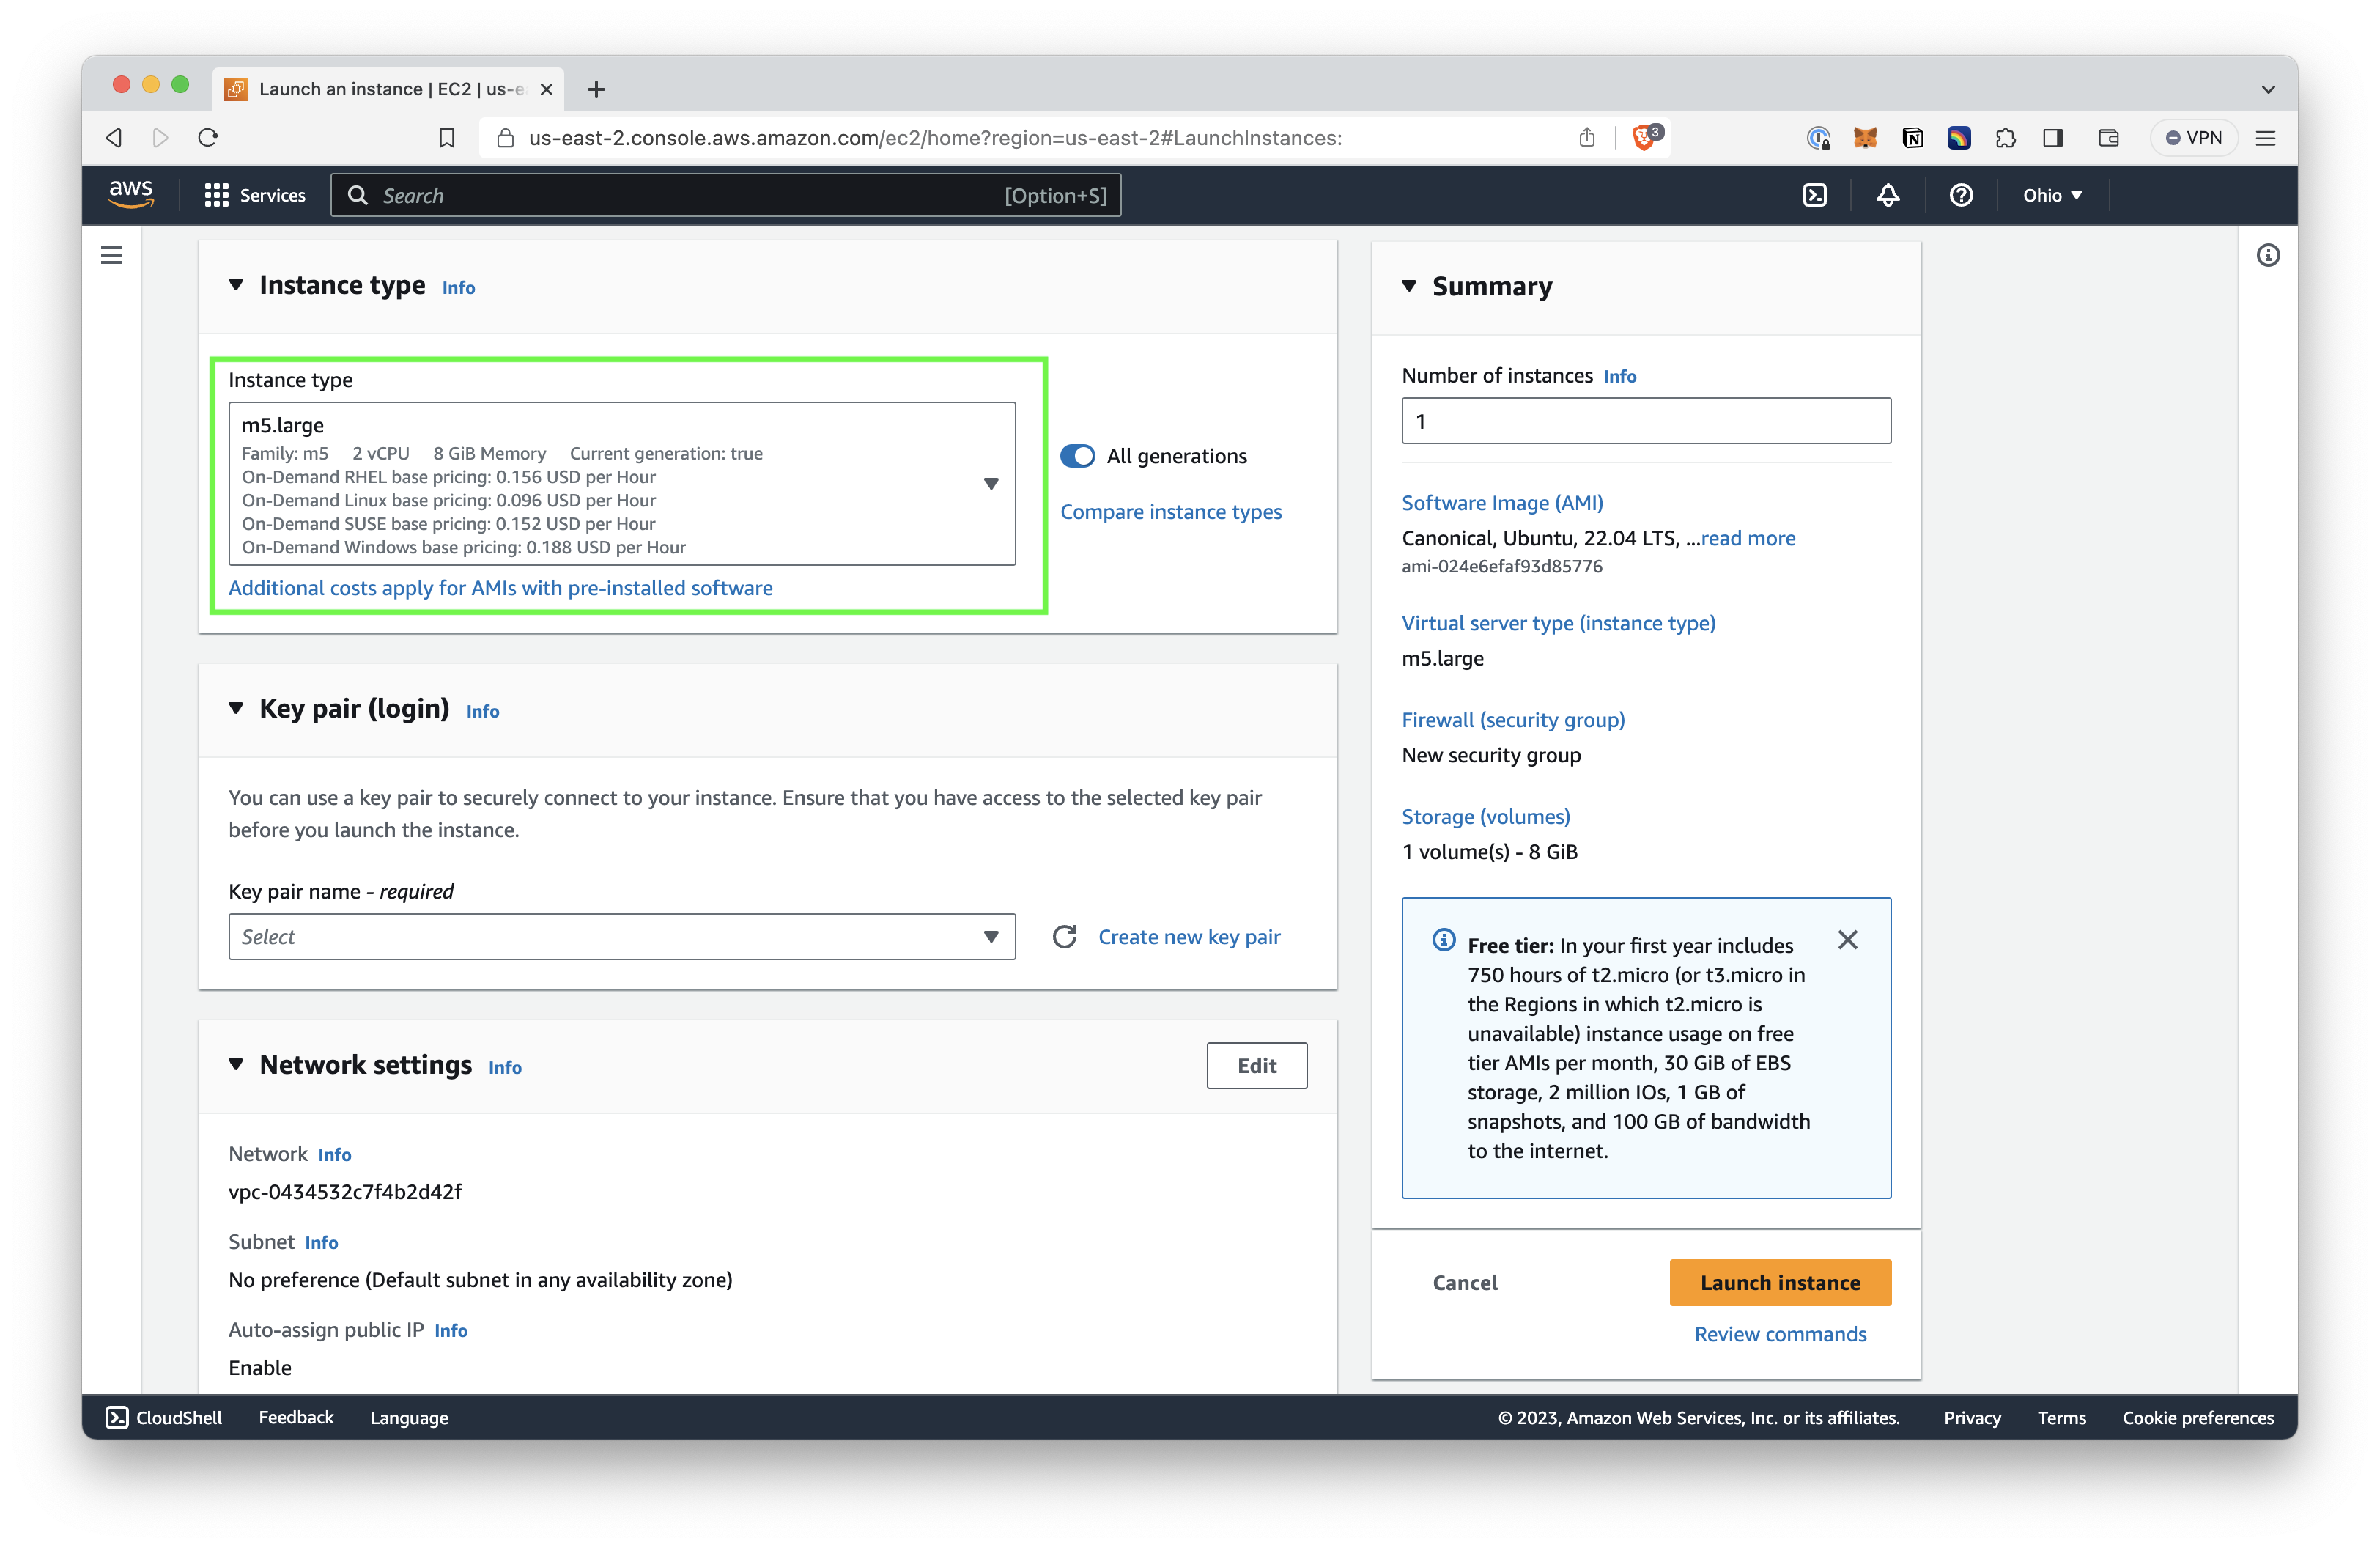 Launch an instance | EC2 | us-e
us-east-2.console.aws.amazon.com/ec2/home?region=us-east-2#LaunchInstances:
3
VPN
aws
Services
Search
[Option+S]
Ohio
Instance type Info
Instance type
m5.large
Family: m5 2 vCPU 8 GiB Memory Current generation: true
On-Demand RHEL base pricing: 0.156 USD per Hour
On-Demand Linux base pricing: 0.096 USD per Hour
On-Demand SUSE base pricing: 0.152 USD per Hour
On-Demand Windows base pricing: 0.188 USD per Hour
Additional costs apply for AMIs with pre-installed software
All generations
Compare instance types
Key pair (login) Info
You can use a key pair to securely connect to your instance. Ensure that you have access to the selected key pair
before you launch the instance.
Key pair name - required
Select
Create new key pair
Network settings Info
Edit
Network Info
vpc-0434532c7f4b2d42f
Subnet Info
No preference (Default subnet in any availability zone)
Auto-assign public IP Info
Enable
Summary
Number of instances Info
1
Software Image (AMI)
Canonical, Ubuntu, 22.04 LTS, ...read more
ami-024e6efaf93d85776
Virtual server type (instance type)
m5.large
Firewall (security group)
New security group
Storage (volumes)
1 volume(s) - 8 GiB
Free tier: In your first year includes
750 hours of t2.micro (or t3.micro in
the Regions in which t2.micro is
unavailable) instance usage on free
tier AMIs per month, 30 GiB of EBS
storage, 2 million IOs, 1 GB of
snapshots, and 100 GB of bandwidth
to the internet.
Cancel
Launch instance
Review commands
CloudShell
Feedback
Language
© 2023, Amazon Web Services, Inc. or its affiliates.
Privacy
Terms
Cookie preferences